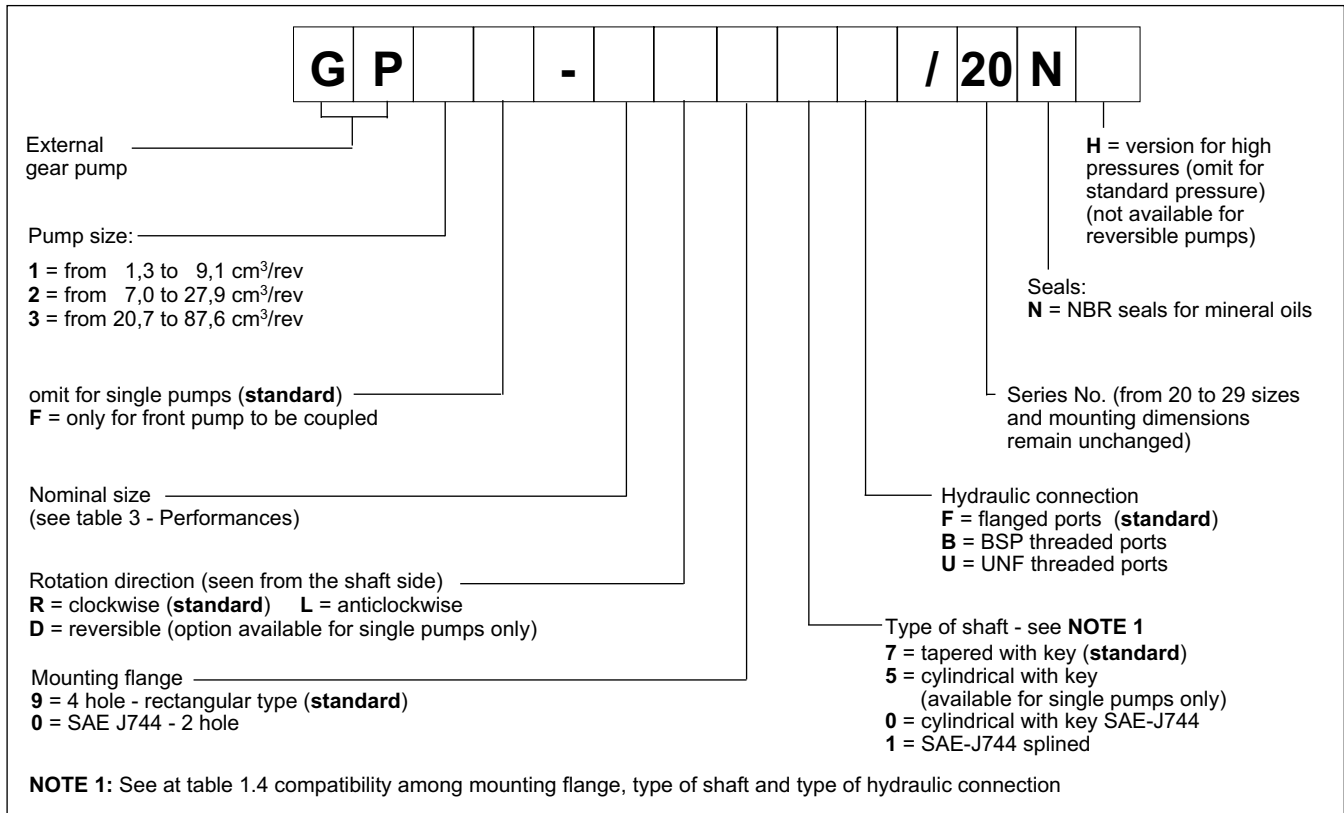 G P - / 20 N
External
gear pump
H = version for high
pressures (omit for
standard pressure)
(not available for
reversible pumps)
Pump size:
1 = from 1,3 to 9,1 cm³/rev
2 = from 7,0 to 27,9 cm³/rev
3 = from 20,7 to 87,6 cm³/rev
Seals:
N = NBR seals for mineral oils
omit for single pumps (standard)
F = only for front pump to be coupled
Series No. (from 20 to 29 sizes
and mounting dimensions
remain unchanged)
Nominal size
(see table 3 - Performances)
Hydraulic connection
F = flanged ports (standard)
B = BSP threaded ports
U = UNF threaded ports
Rotation direction (seen from the shaft side)
R = clockwise (standard) L = anticlockwise
D = reversible (option available for single pumps only)
Type of shaft - see NOTE 1
7 = tapered with key (standard)
5 = cylindrical with key
(available for single pumps only)
0 = cylindrical with key SAE-J744
1 = SAE-J744 splined
Mounting flange
9 = 4 hole - rectangular type (standard)
0 = SAE J744 - 2 hole
NOTE 1: See at table 1.4 compatibility among mounting flange, type of shaft and type of hydraulic connection